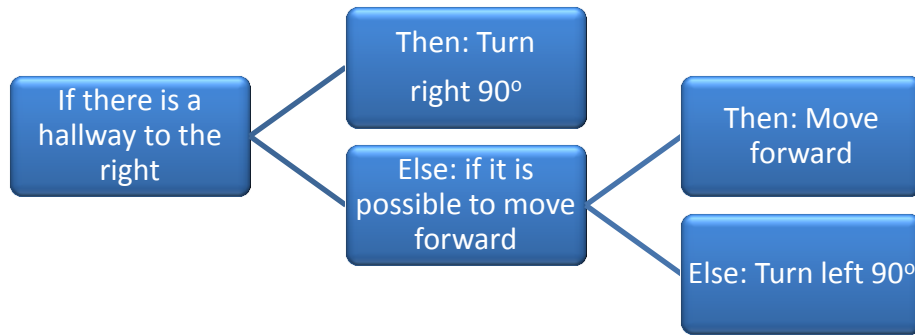 If there is a
hallway to the
right
Then: Turn
right 90º
Else: if it is
possible to move
forward
Then: Move
forward
Else: Turn left 90º